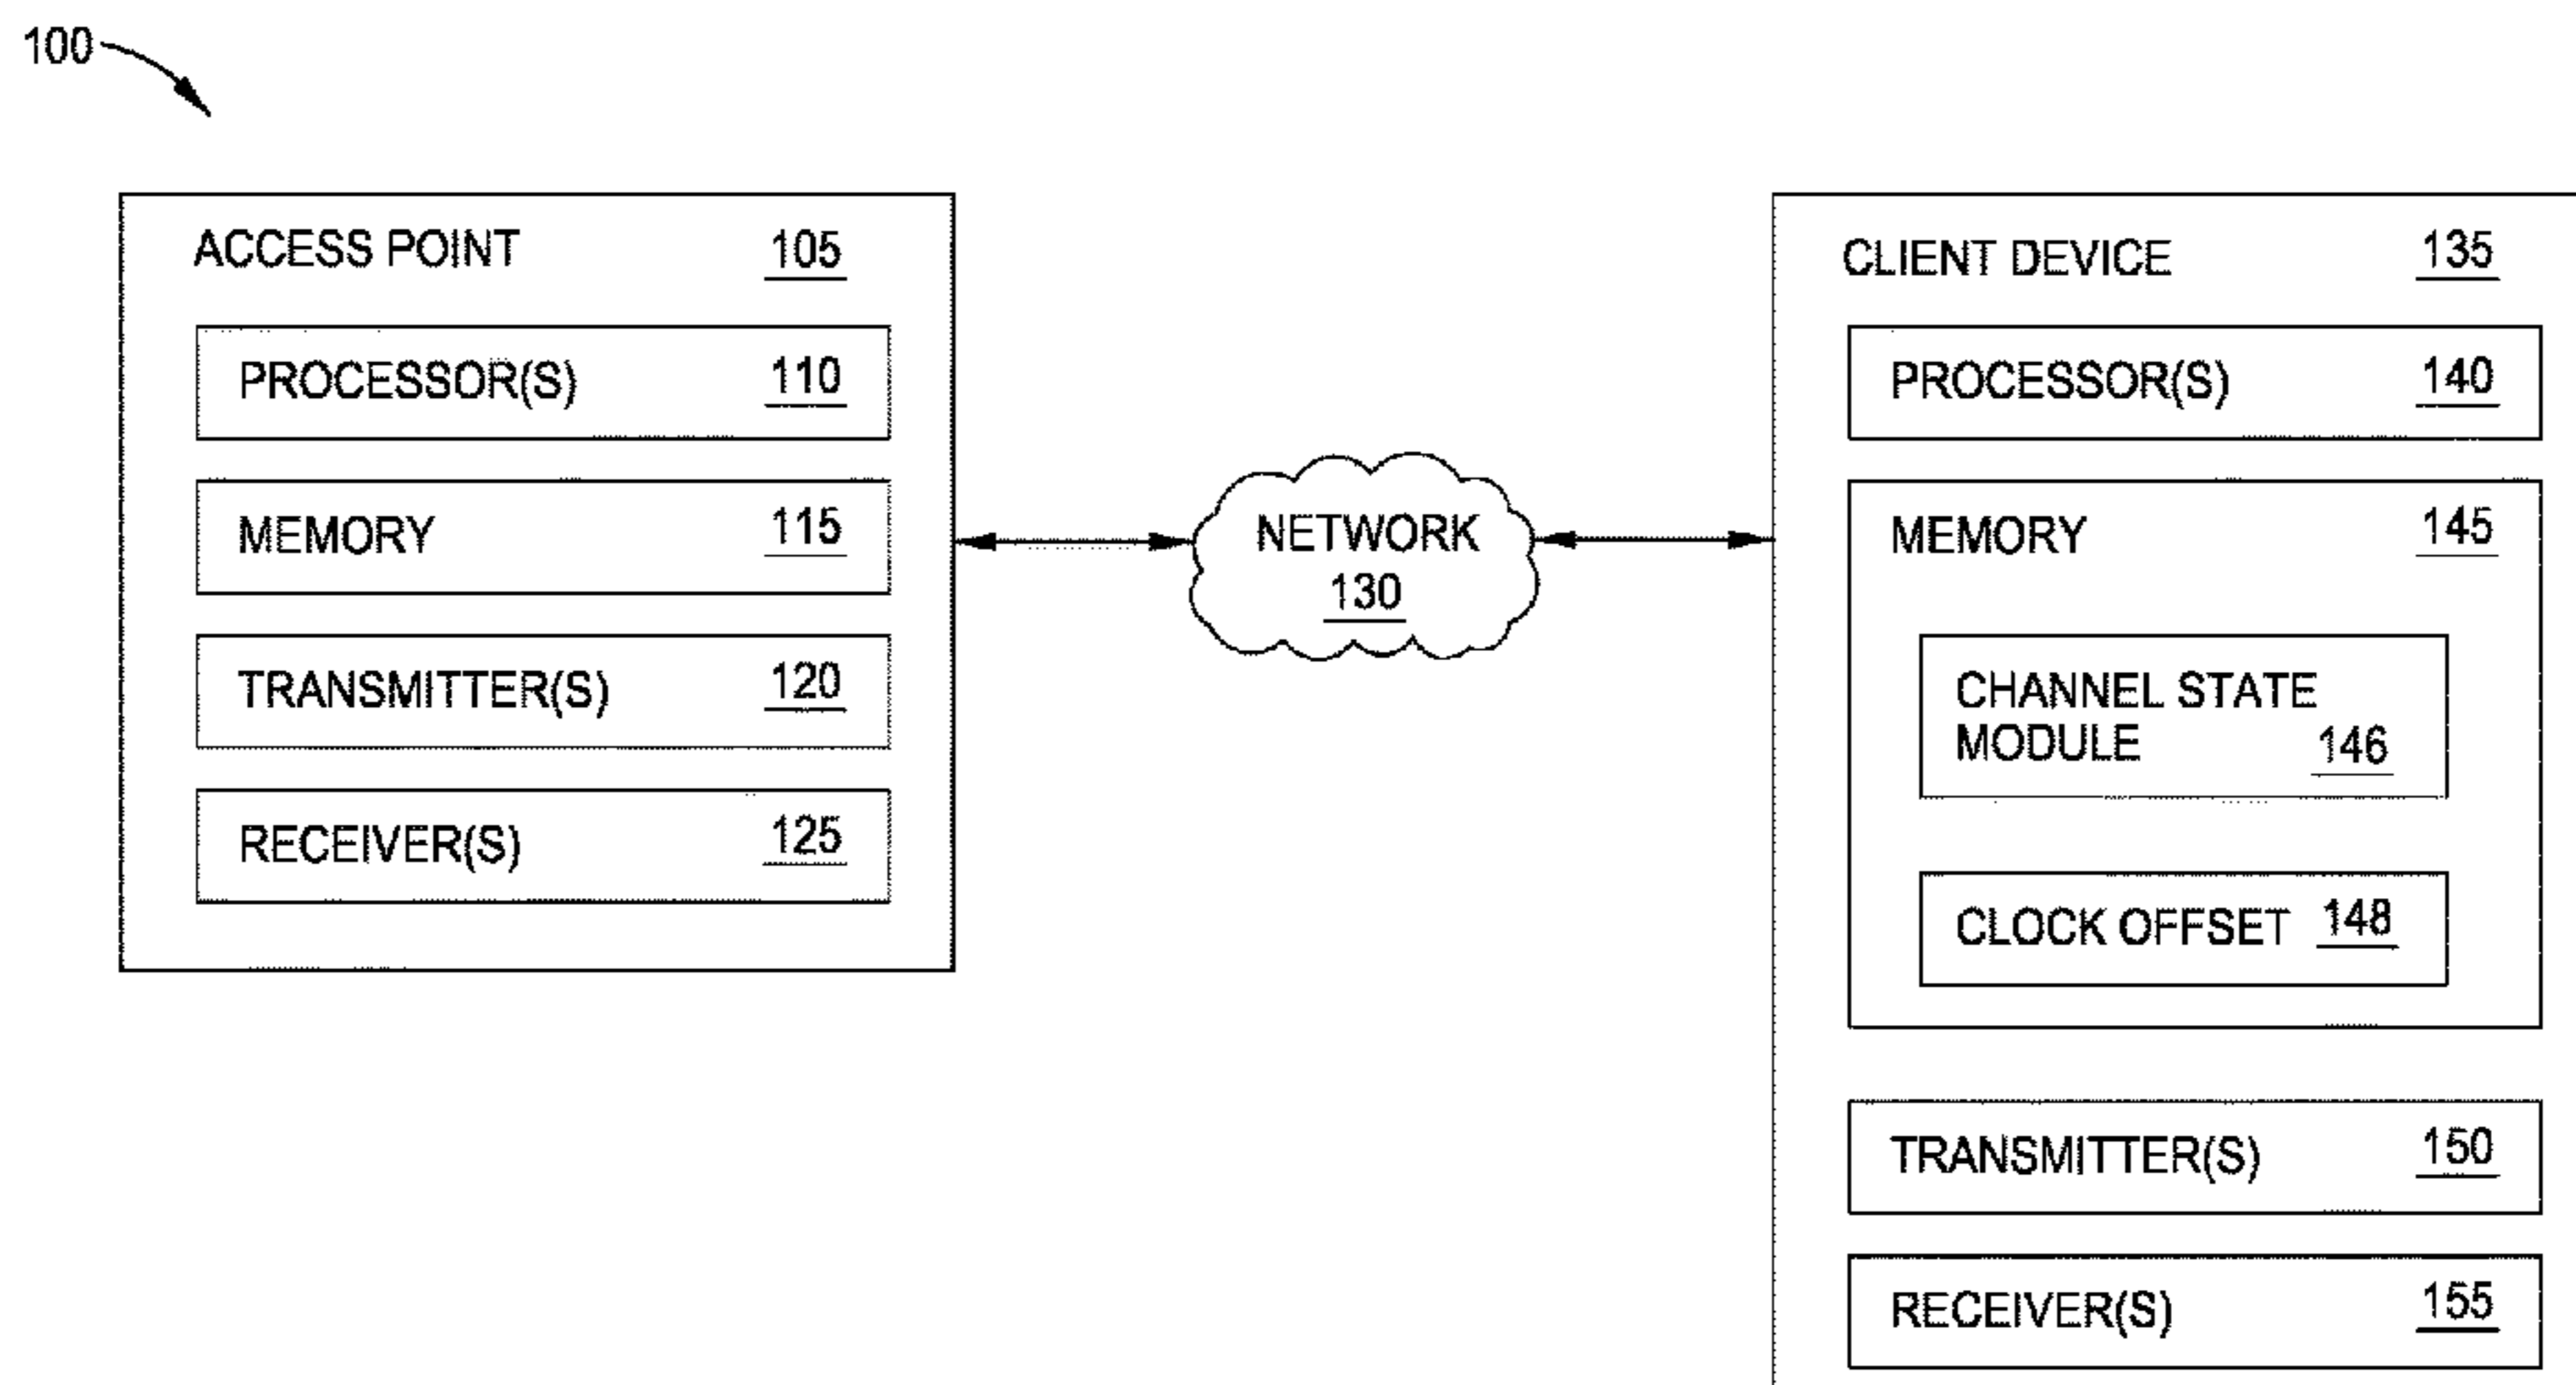 100
ACCESS POINT 105
PROCESSOR(S) 110
MEMORY 115
TRANSMITTER(S) 120
RECEIVER(S) 125
NETWORK
130
CLIENT DEVICE 135
PROCESSOR(S) 140
MEMORY 145
CHANNEL STATE
MODULE 146
CLOCK OFFSET 148
TRANSMITTER(S) 150
RECEIVER(S) 155